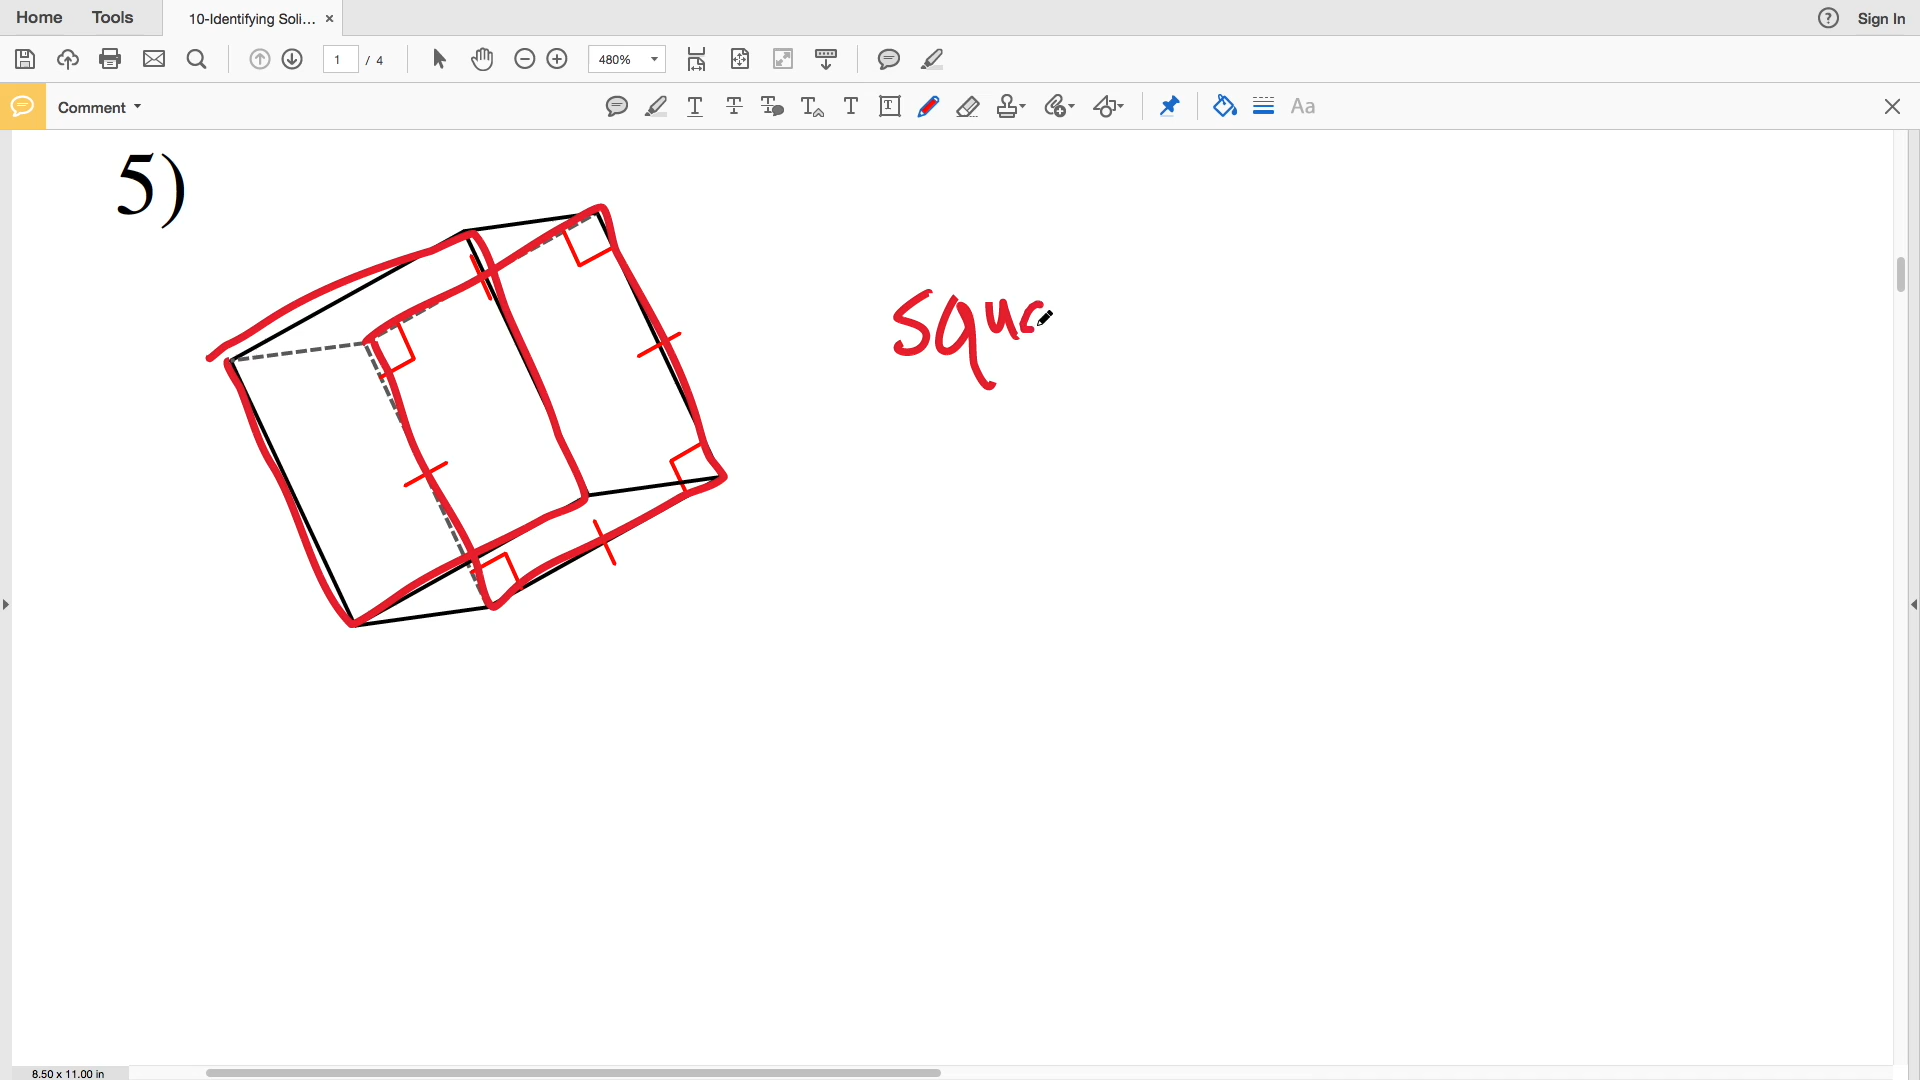 Home Tools 10-Identifying Soli... × ? Sign In
1 / 4 480%
Comment Aa
5)
squa
8.50 x 11.00 in